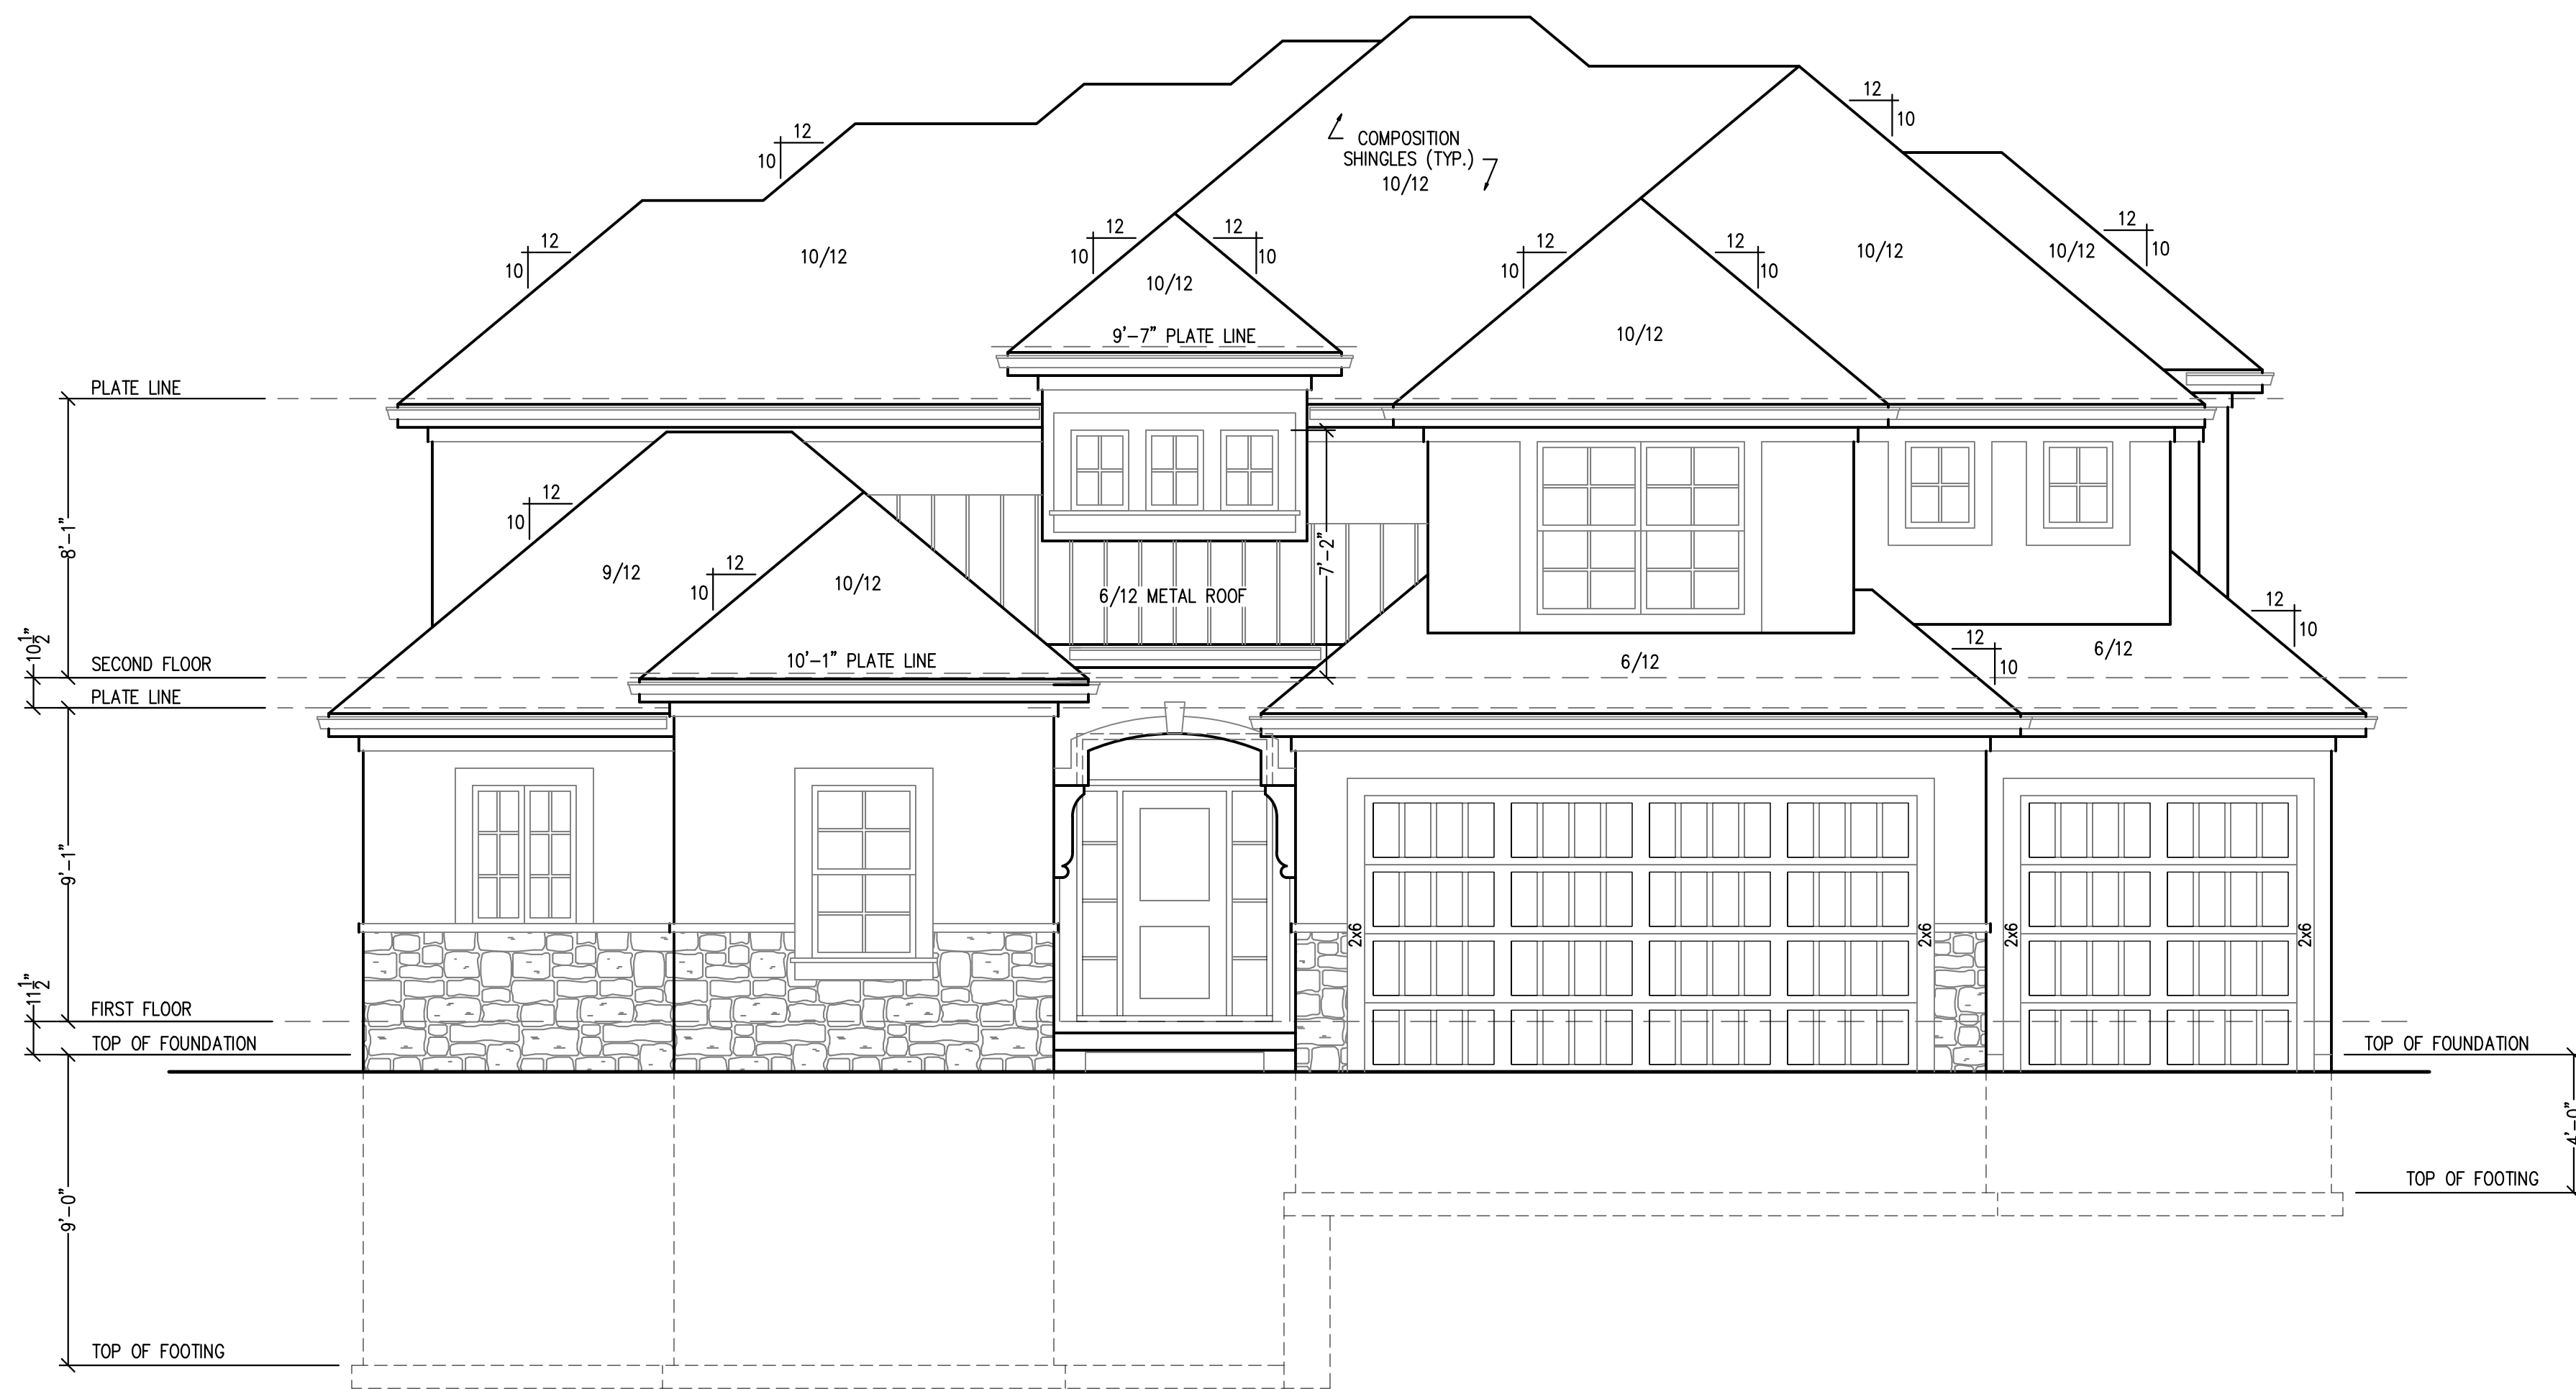 12
10
12
10
COMPOSITION
SHINGLES (TYP.)
10/12
12
10
10/12
12
10
12
10
10/12
12
10
12
10
10/12
10/12
12
10
9'-7" PLATE LINE
10/12
PLATE LINE
8'-1"
12
10
9/12
12
10
10/12
6/12 METAL ROOF
7'-2"
12
10
12
10
6/12
6/12
10 1/2"
SECOND FLOOR
10'-1" PLATE LINE
PLATE LINE
9'-1"
2x6
2x6
2x6
2x6
11 1/2"
FIRST FLOOR
TOP OF FOUNDATION
TOP OF FOUNDATION
4'-0"
TOP OF FOOTING
9'-0"
TOP OF FOOTING